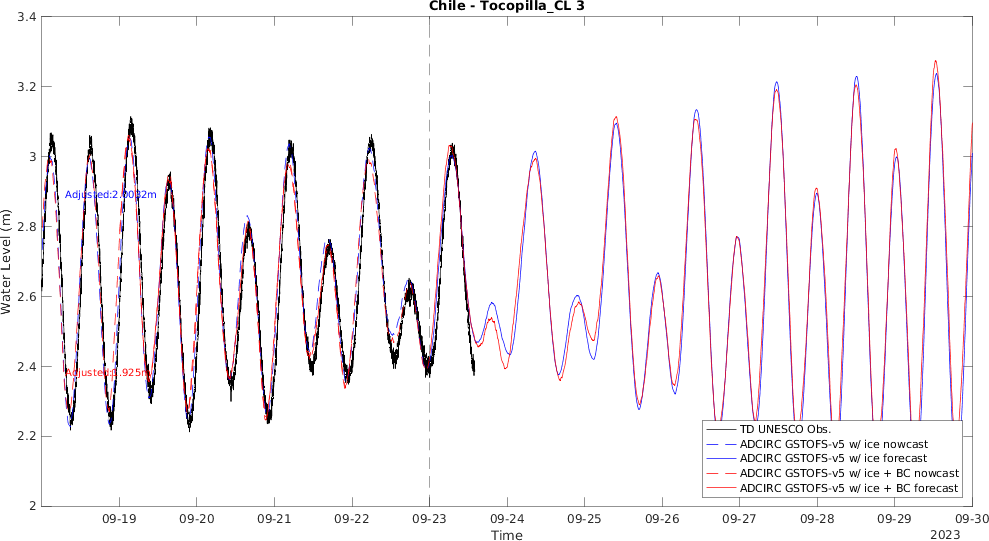 Chile - Tocopilla_CL 3
3.4
3.2
3
2.8
2.6
2.4
2.2
2
Water Level (m)
Adjusted:2.0032m
TD UNESCO Obs.
ADCIRC GSTOFS-v5 w/ ice nowcast
ADCIRC GSTOFS-v5 w/ ice forecast
ADCIRC GSTOFS-v5 w/ ice + BC nowcast
ADCIRC GSTOFS-v5 w/ ice + BC forecast
09-19 09-20 09-21 09-22 09-23 09-24 09-25 09-26 09-27 09-28 09-29 09-30
Time
2023